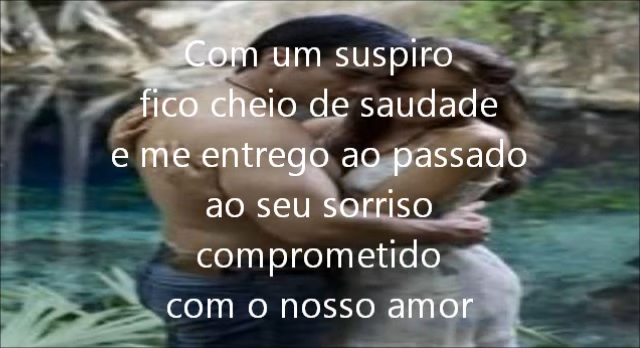 Com um suspiro
fico cheio de saudade
e me entrego ao passado
ao seu sorriso
comprometido
com o nosso amor